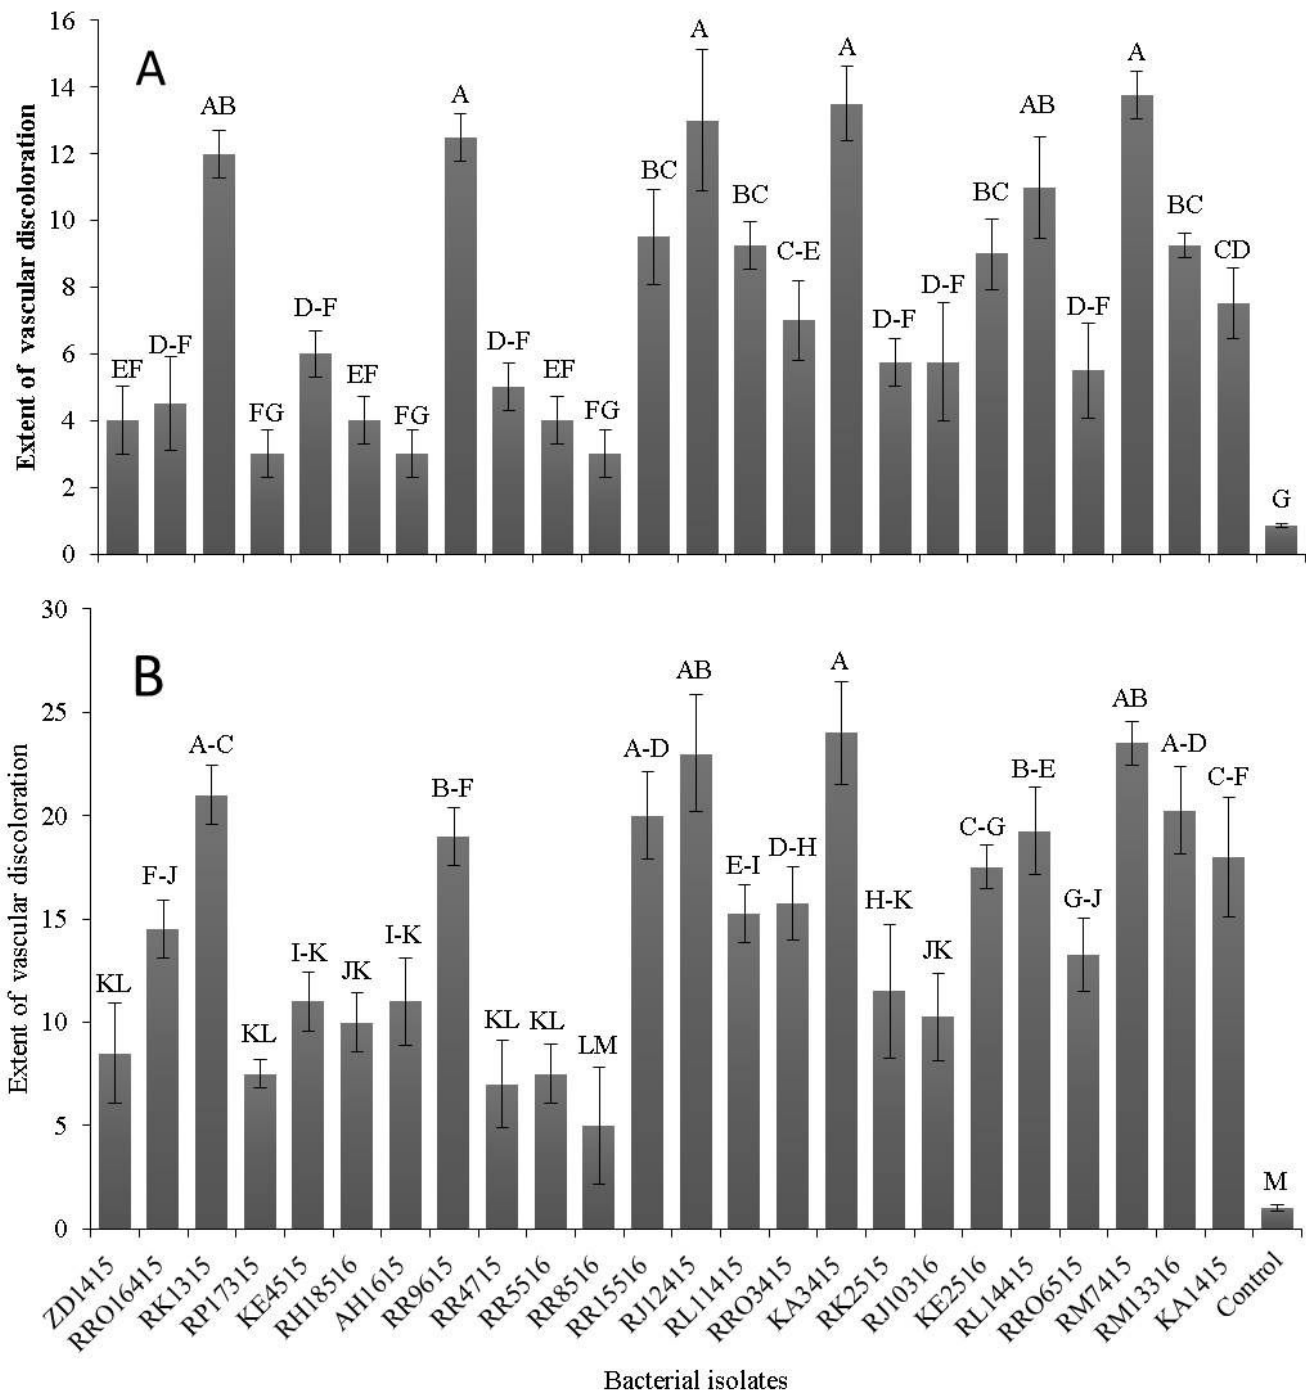 A
Extent of vascular discoloration
16
14
12
10
8
6
4
2
0
EF
D-F
AB
FG
D-F
EF
FG
A
D-F
EF
FG
BC
A
BC
C-E
A
D-F
D-F
BC
AB
D-F
A
BC
CD
G
B
Extent of vascular discoloration
30
25
20
15
10
5
0
KL
F-J
A-C
KL
I-K
JK
I-K
B-F
KL
KL
LM
A-D
AB
E-I
D-H
A
H-K
JK
C-G
B-E
G-J
AB
A-D
C-F
M
ZD1415
RRO16415
RK1315
RP17315
KE4515
RH18516
AH1615
RR9615
RR4715
RR5516
RR8516
RR15516
RJ12415
RL11415
RRO3415
KA3415
RK2515
RJ10316
KE2516
RL14415
RRO6515
RM7415
RM13316
KA1415
Control
Bacterial isolates